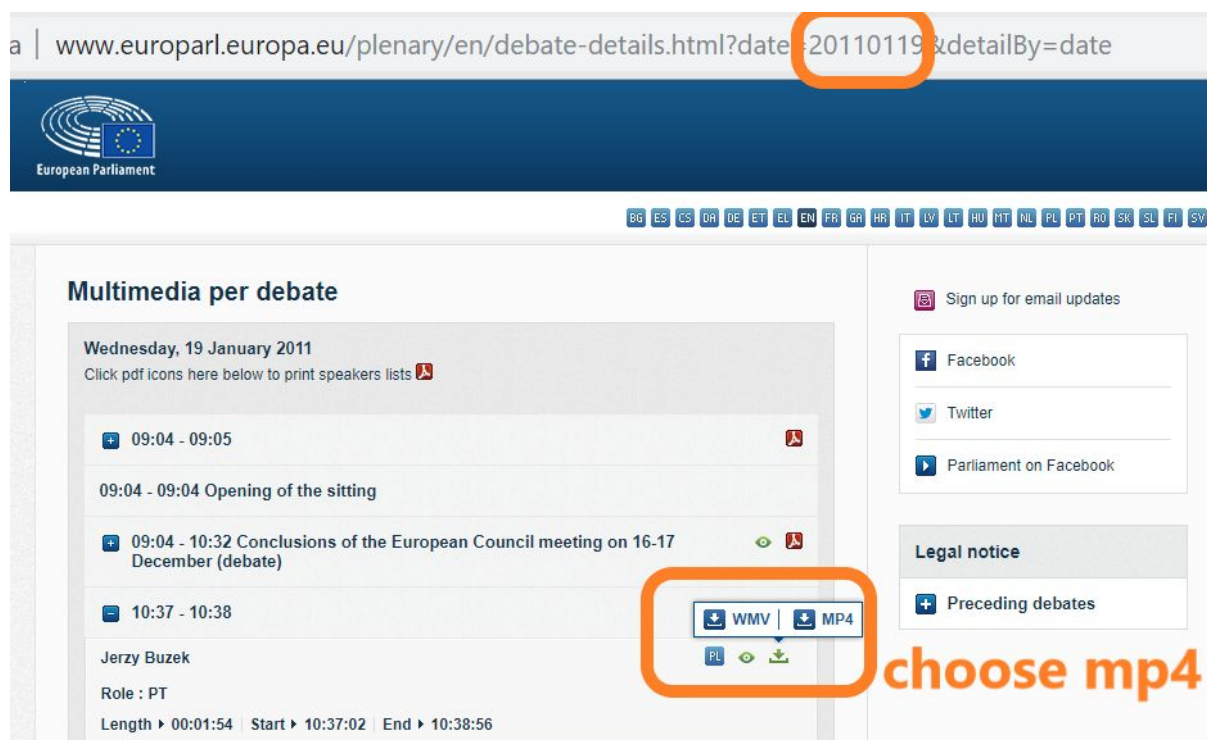 a | www.europarl.europa.eu/plenary/en/debate-details.html?date=20110119&detailBy=date
European Parliament
BG ES CS DA DE ET EL EN FR GA HR IT LV LT HU MT NL PL PT RO SK SL FI SV
Multimedia per debate
Sign up for email updates
Wednesday, 19 January 2011
Click pdf icons here below to print speakers lists
Facebook
Twitter
Parliament on Facebook
09:04 - 09:05
09:04 - 09:04 Opening of the sitting
09:04 - 10:32 Conclusions of the European Council meeting on 16-17
December (debate)
Legal notice
Preceding debates
10:37 - 10:38
WMV | MP4
Jerzy Buzek
PL
choose mp4
Role : PT
Length 00:01:54 | Start 10:37:02 | End 10:38:56